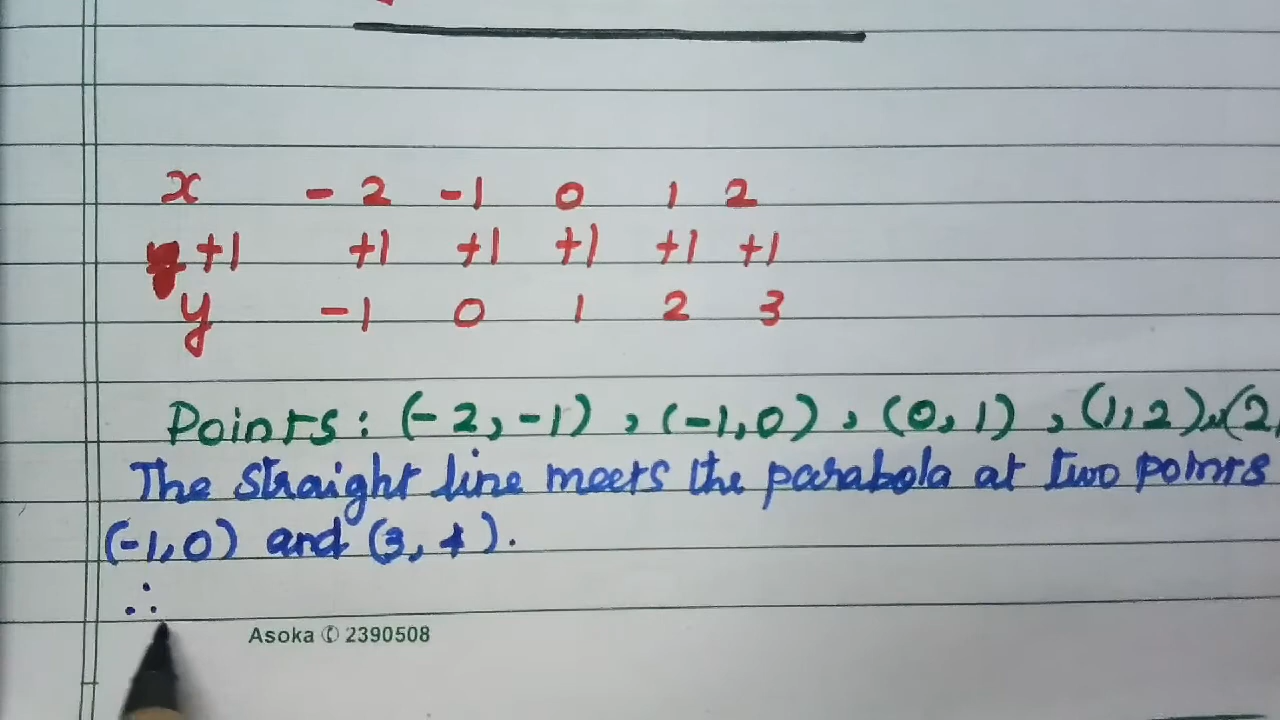 x -2 -1 0 1 2
+1 +1 +1 +1 +1 +1
y -1 0 1 2 3
Points: (-2,-1), (-1,0), (0,1), (1,2), (2,
The straight line meets the parabola at two points
(-1,0) and (3,4).
∴
Asoka ✆ 2390508